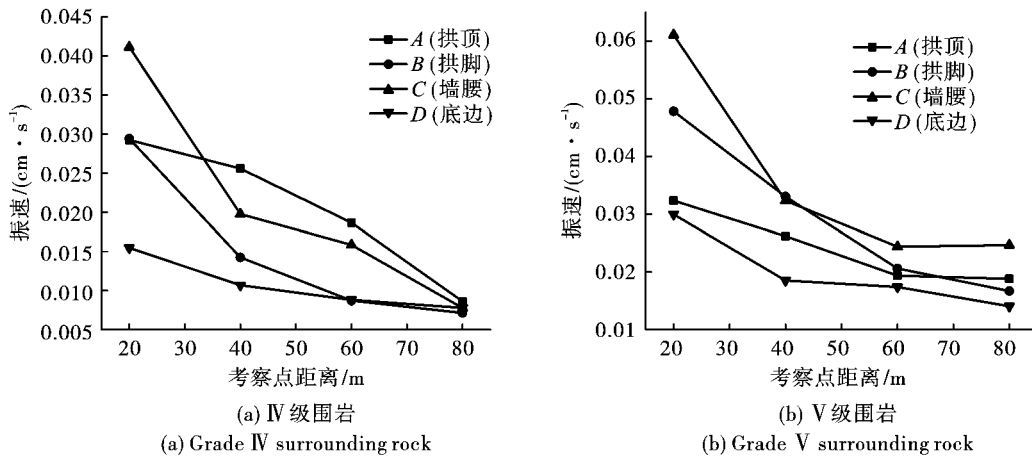 0.045
0.040
0.035
0.030
0.025
0.020
0.015
0.010
0.005
振速/(cm·s⁻¹)
A(拱顶)
B(拱脚)
C(墙腰)
D(底边)
20 30 40 50 60 70 80
考察点距离/m
(a) Ⅳ级围岩
(a) Grade Ⅳ surrounding rock
0.06
0.05
0.04
0.03
0.02
0.01
振速/(cm·s⁻¹)
A(拱顶)
B(拱脚)
C(墙腰)
D(底边)
20 30 40 50 60 70 80
考察点距离/m
(b) Ⅴ级围岩
(b) Grade Ⅴ surrounding rock